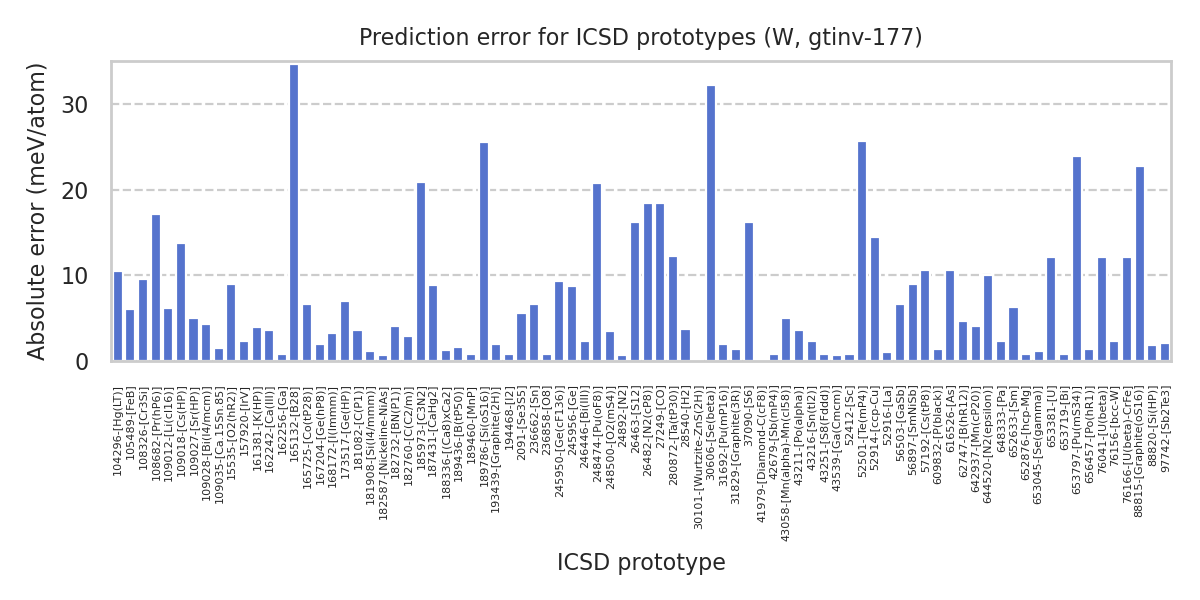 Prediction error for ICSD prototypes (W, gtinv-177)
Absolute error (meV/atom)
30
20
10
0
104296-[Hg(LT)]
105489-[FeB]
108326-[Cr3Si]
108682-[Pr(hP6)]
109012-[Li(cI16)]
109018-[Cs(HP)]
109027-[Sr(HP)]
109028-[Bi(I4/mcm)]
109035-[Ca.15Sn.85]
15535-[O2(hR2)]
157920-[IrV]
161381-[K(HP)]
162242-[Ca(III)]
162256-[Ga]
165132-[B28]
165725-[Co(tP28)]
167204-[Ge(hP8)]
168172-[I(Immm)]
173517-[Ge(HP)]
181082-[C(P1)]
181908-[Si(I4/mmm)]
182587-[Nickeline-NiAs]
182732-[BN(P1)]
182760-[C(C2/m)]
183973-[C3N2]
187431-[CaHg2]
188336-[(Ca8)xCa2]
189436-[B(tP50)]
189460-[MnP]
189786-[Si(oS16)]
193439-[Graphite(2H)]
194468-[I2]
2091-[Se3S5]
236662-[Sn]
236858-[O8]
245950-[Ge(cF136)]
245956-[Ge]
246446-[Bi(III)]
248474-[Pu(oF8)]
248500-[O2(mS4)]
24892-[N2]
26463-[S12]
26482-[N2(cP8)]
27249-[CO]
280872-[Ta(tP30)]
28540-[H2]
30101-[Wurtzite-ZnS(2H)]
30606-[Se(beta)]
31692-[Pu(mP16)]
31829-[Graphite(3R)]
37090-[S6]
41979-[Diamond-C(cF8)]
42679-[Sb(mP4)]
43058-[Mn(alpha)-Mn(cI58)]
43211-[Po(alpha)]
43216-[Sn(tI2)]
43251-[S8(Fddd)]
43539-[Ga(Cmcm)]
52412-[Sc]
52501-[Te(mP4)]
52914-[ccp-Cu]
52916-[La]
56503-[GaSb]
56897-[SmNiSb]
57192-[Cs(tP8)]
609832-[P(black)]
616526-[As]
62747-[B(hR12)]
642937-[Mn(cP20)]
644520-[N2(epsilon)]
648333-[Pa]
652633-[Sm]
652876-[hcp-Mg]
653045-[Se(gamma)]
653381-[U]
653719-[In]
653797-[Pu(mS34)]
655457-[Po(hR1)]
76041-[U(beta)]
76156-[bcc-W]
76166-[U(beta)-CrFe]
88815-[Graphite(oS16)]
88820-[Si(HP)]
97742-[Sb2Te3]
ICSD prototype